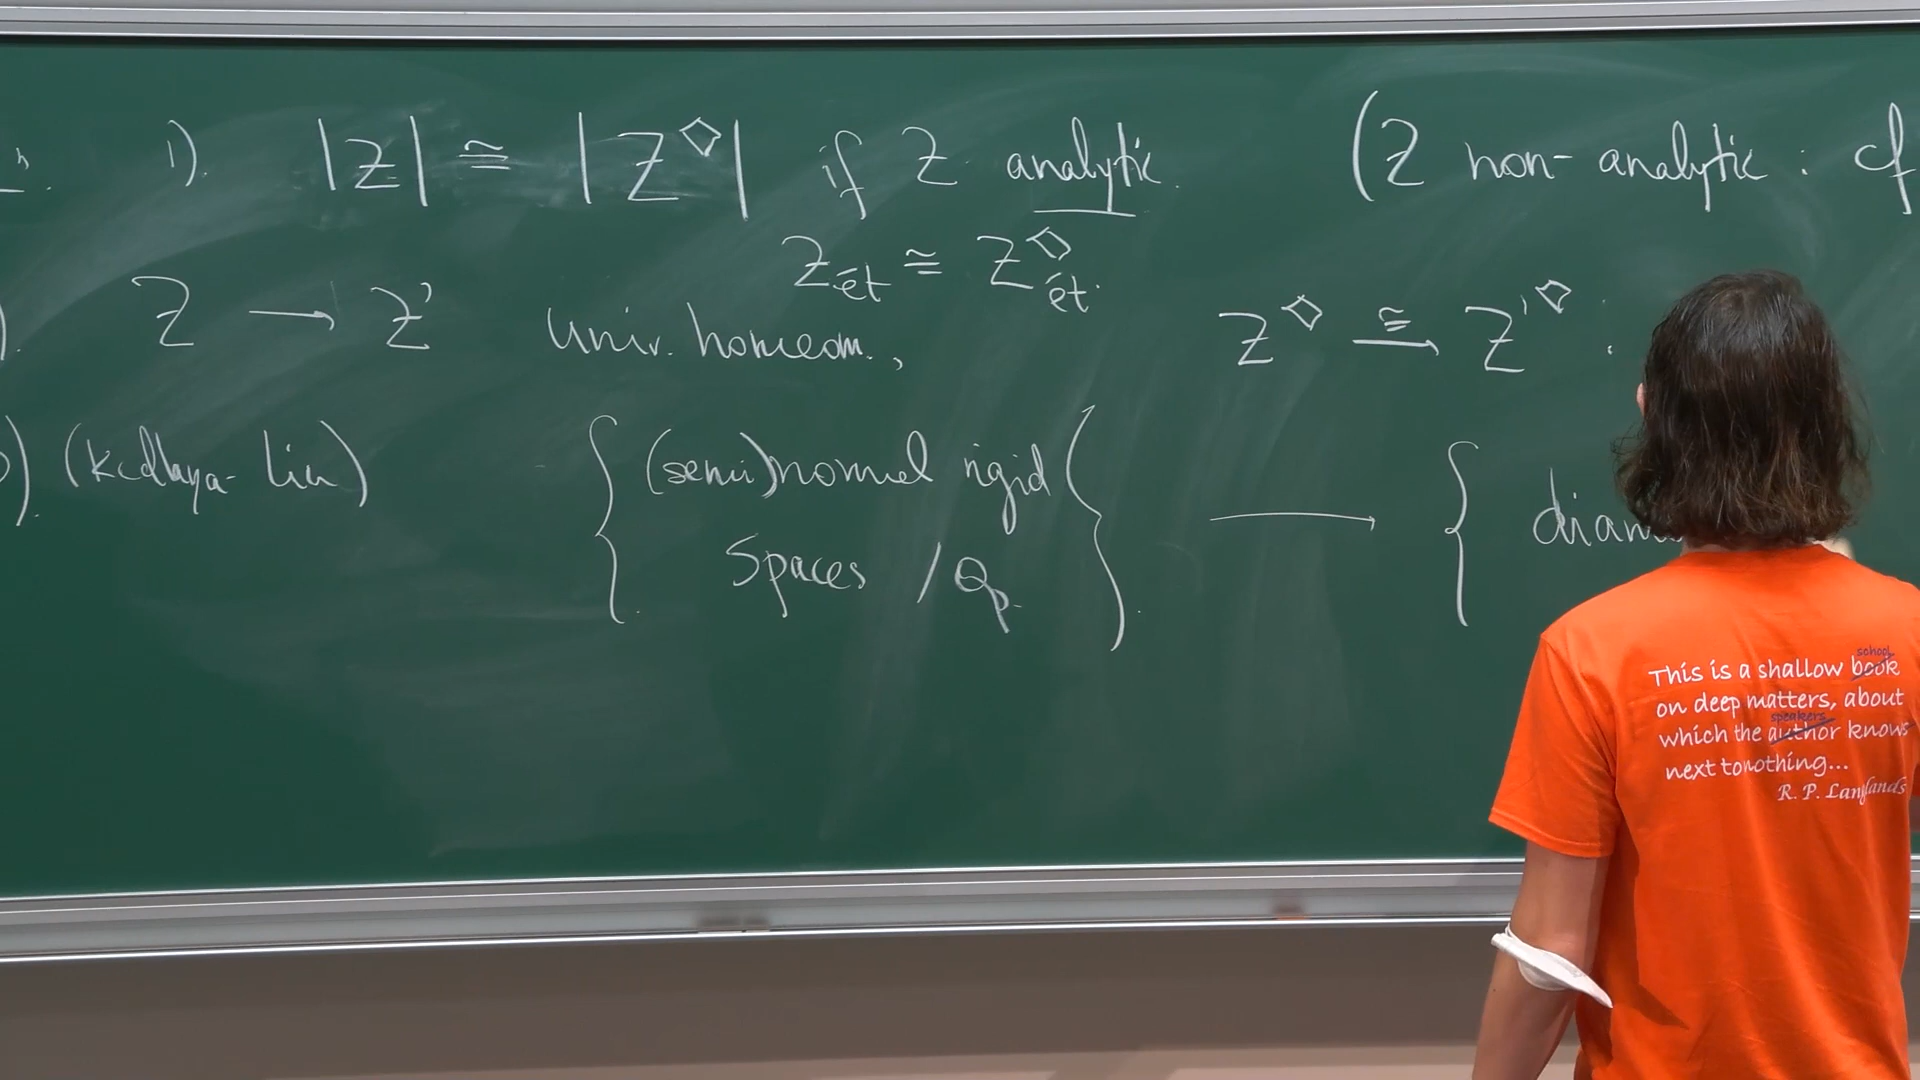 1). |Z| ≅ |Z^◇| if Z analytic. (Z non-analytic : cf
Z_ét ≅ Z^◇_ét.
). Z → Z' univ. homeom., Z^◇ ≅→ Z'^◇ :
). (Kedlaya-Liu) { (semi)normal rigid } → { diam
Spaces /Q_p.
This is a shallow book school
on deep matters, about
which the author speakers knows
next to nothing...
R. P. Langlands